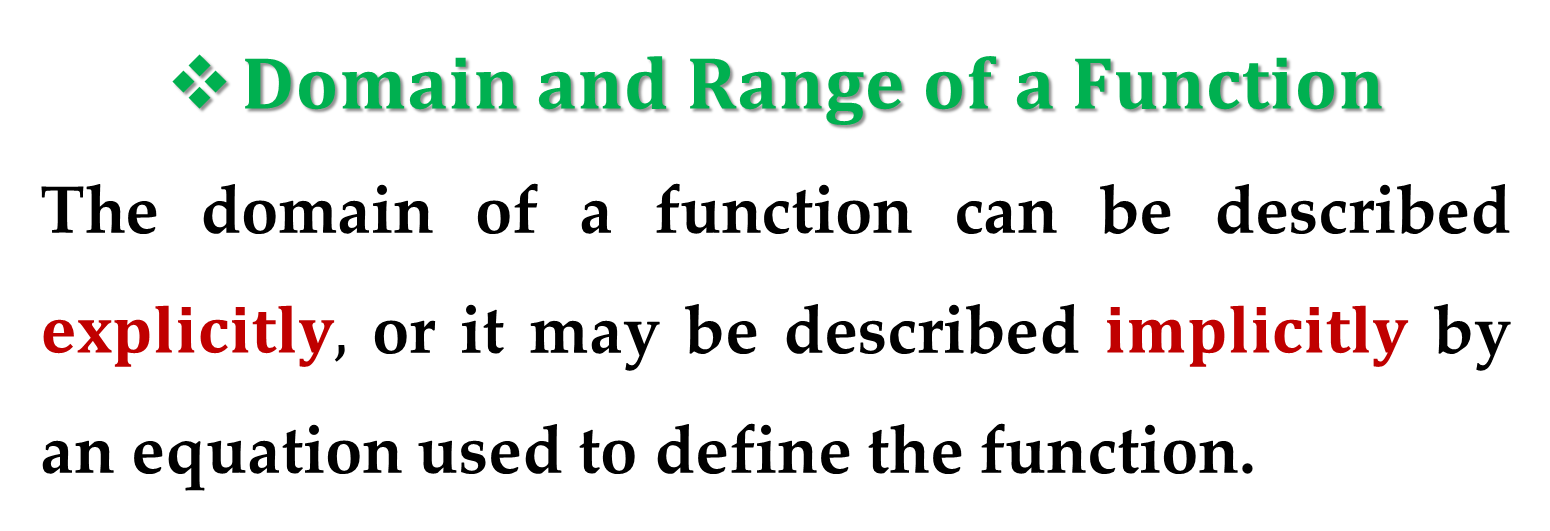 ❖ Domain and Range of a Function
The domain of a function can be described
explicitly, or it may be described implicitly by
an equation used to define the function.